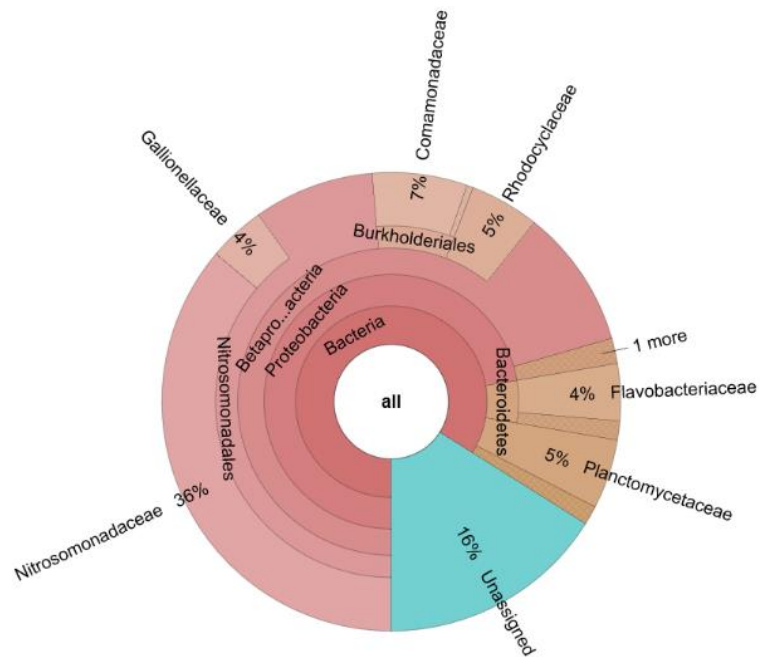 Comamonadaceae
7%
Rhodocyclaceae
5%
Gallionellaceae
4%
Burkholderiales
Betapro...acteria
Proteobacteria
Bacteria
Nitrosomonadales
all
Bacteroidetes
1 more
4% Flavobacteriaceae
5% Planctomycetaceae
Nitrosomonadaceae 36%
16% Unassigned